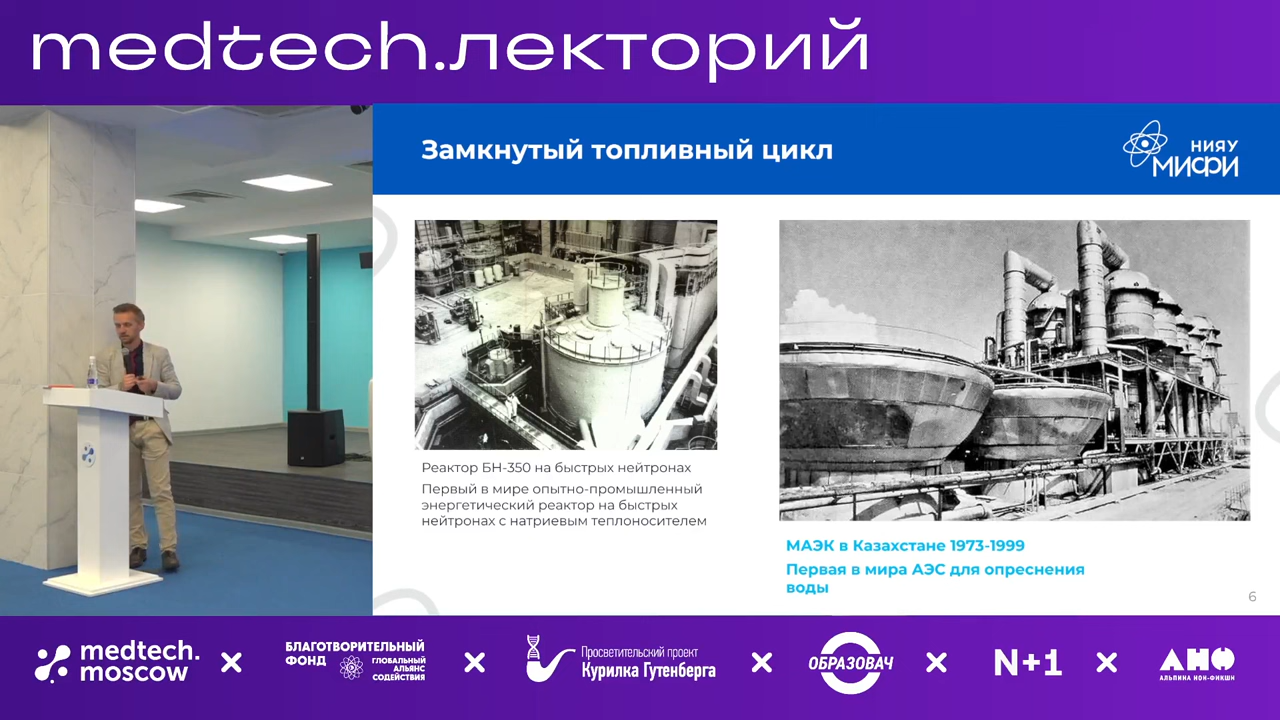 medtech.лекторий
Замкнутый топливный цикл
НИЯУ
МИФИ
Реактор БН-350 на быстрых нейтронах
Первый в мире опытно-промышленный
энергетический реактор на быстрых
нейтронах с натриевым теплоносителем
МАЭК в Казахстане 1973-1999
Первая в мира АЭС для опреснения
воды
6
medtech.
moscow
БЛАГОТВОРИТЕЛЬНЫЙ
ФОНД
ГЛОБАЛЬНЫЙ
АЛЬЯНС
СОДЕЙСТВИЯ
Просветительский проект
Курилка Гутенберга
ОБРАЗОВАЧ
N+1
АНФ
АЛЬПИНА НОН-ФИКШН